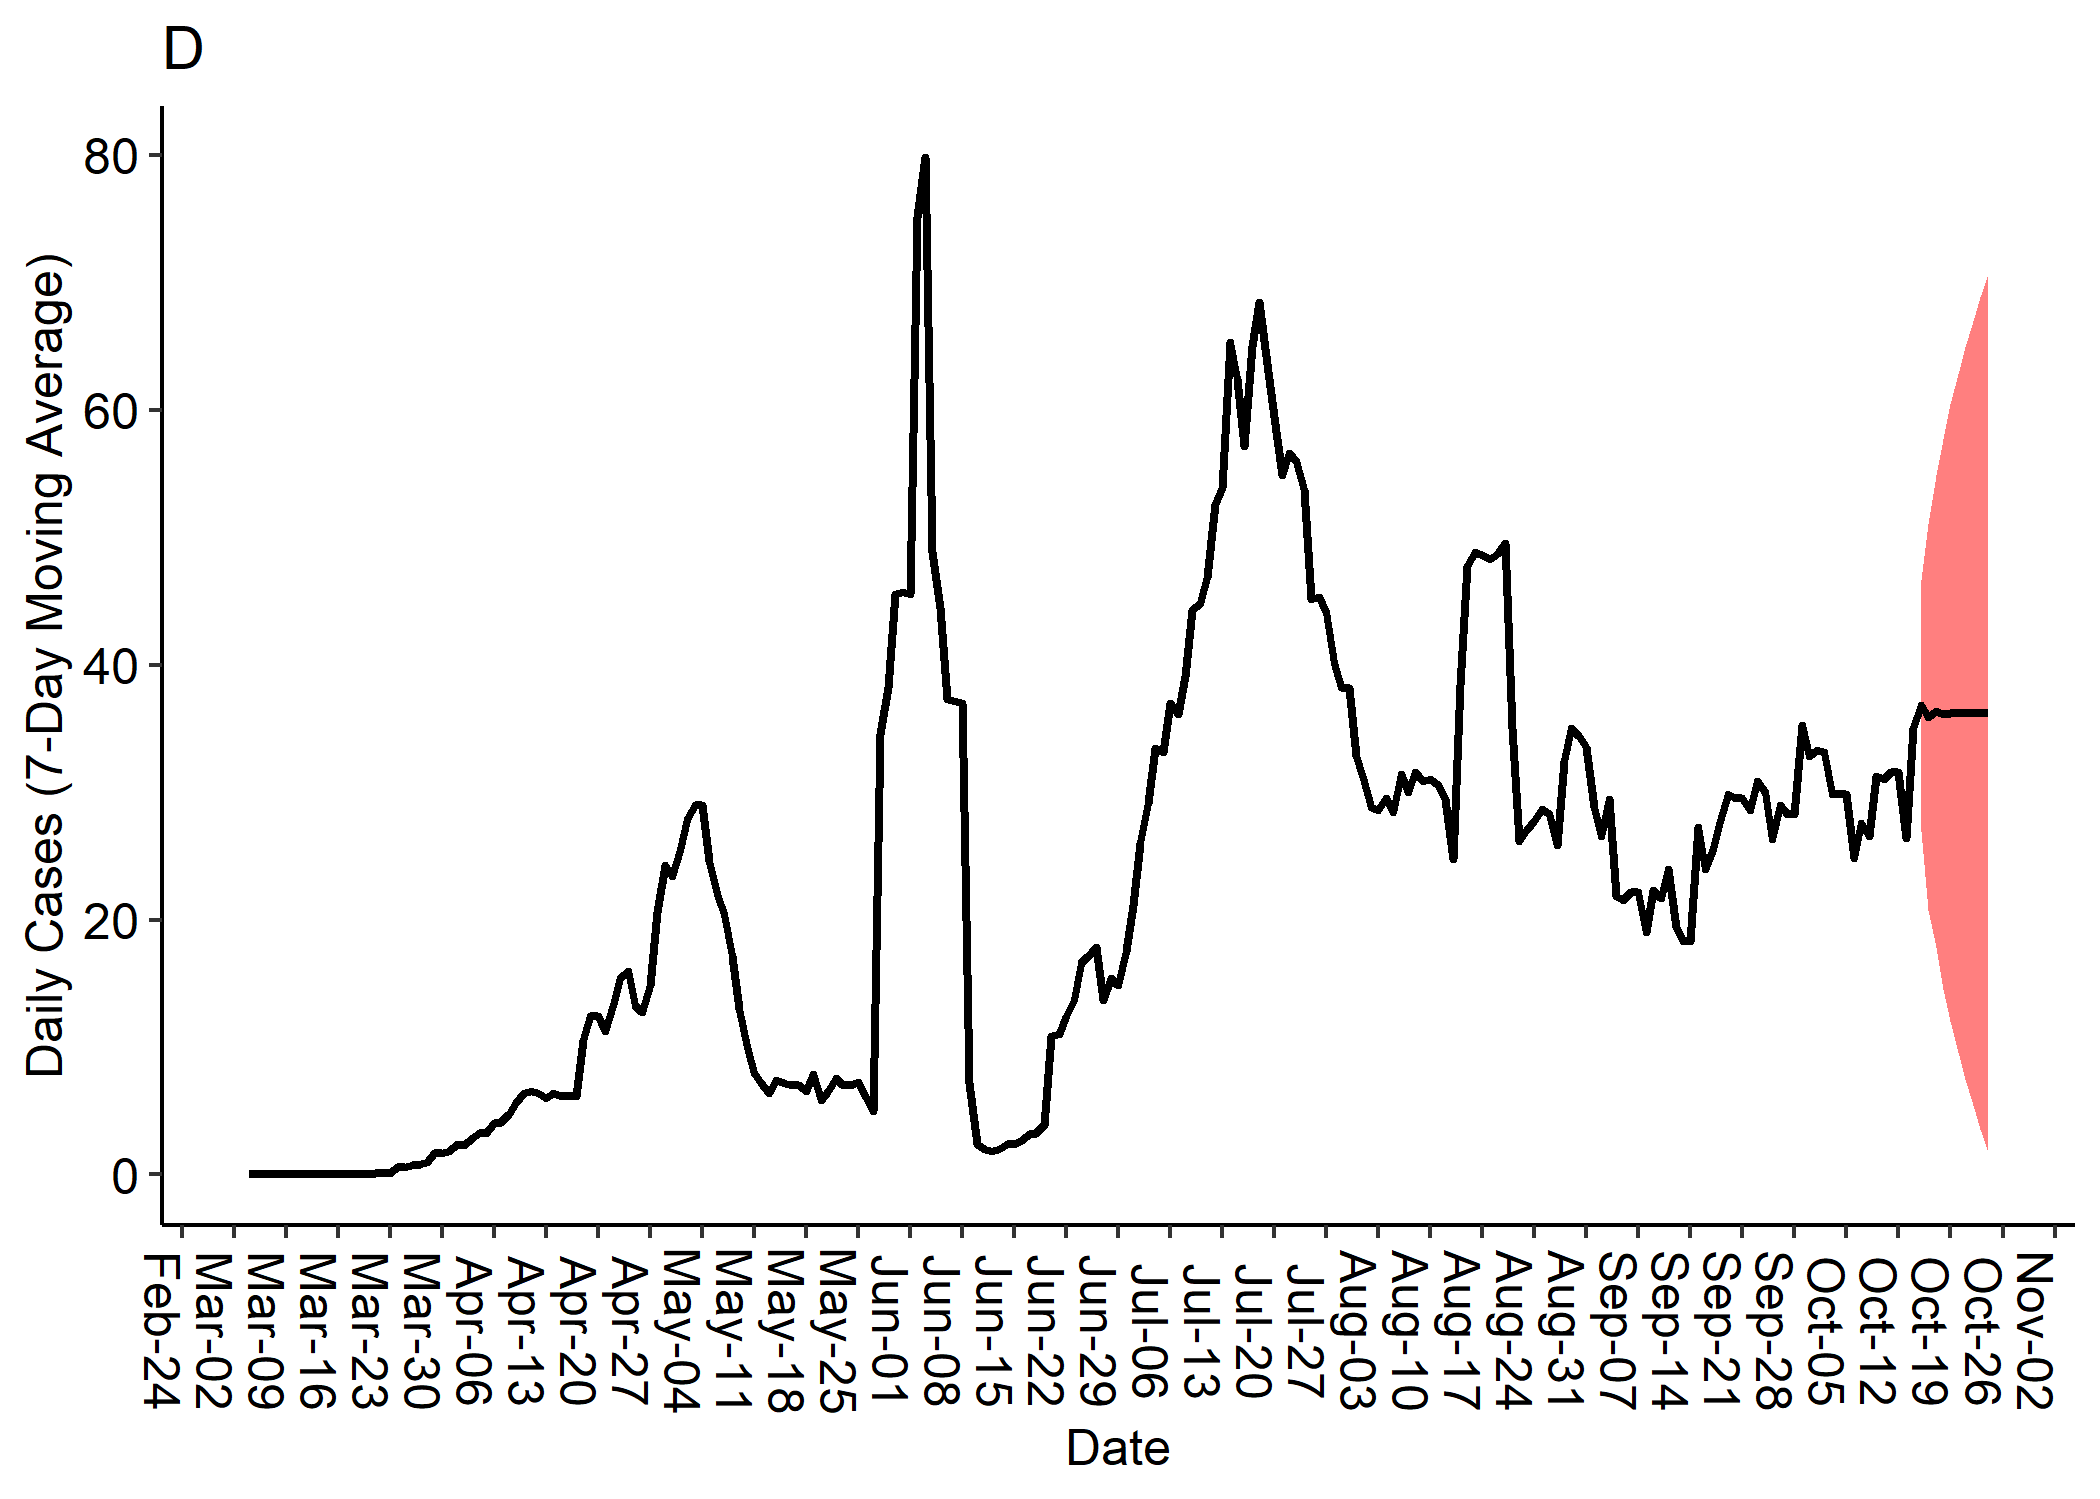 D
Daily Cases (7-Day Moving Average)
80
60
40
20
0
Feb-24
Mar-02
Mar-09
Mar-16
Mar-23
Mar-30
Apr-06
Apr-13
Apr-20
Apr-27
May-04
May-11
May-18
May-25
Jun-01
Jun-08
Jun-15
Jun-22
Jun-29
Jul-06
Jul-13
Jul-20
Jul-27
Aug-03
Aug-10
Aug-17
Aug-24
Aug-31
Sep-07
Sep-14
Sep-21
Sep-28
Oct-05
Oct-12
Oct-19
Oct-26
Nov-02
Date